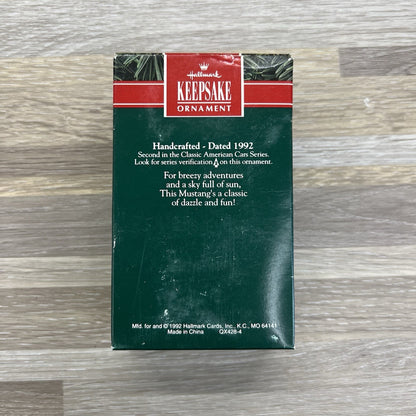 Hallmark
KEEPSAKE
ORNAMENT
Handcrafted - Dated 1992
Second in the Classic American Cars Series.
Look for series verification on this ornament.
For breezy adventures
and a sky full of sun,
This Mustang's a classic
of dazzle and fun!
Mfd. for and © 1992 Hallmark Cards, Inc., K.C., MO 64141
Made in China QX428-4